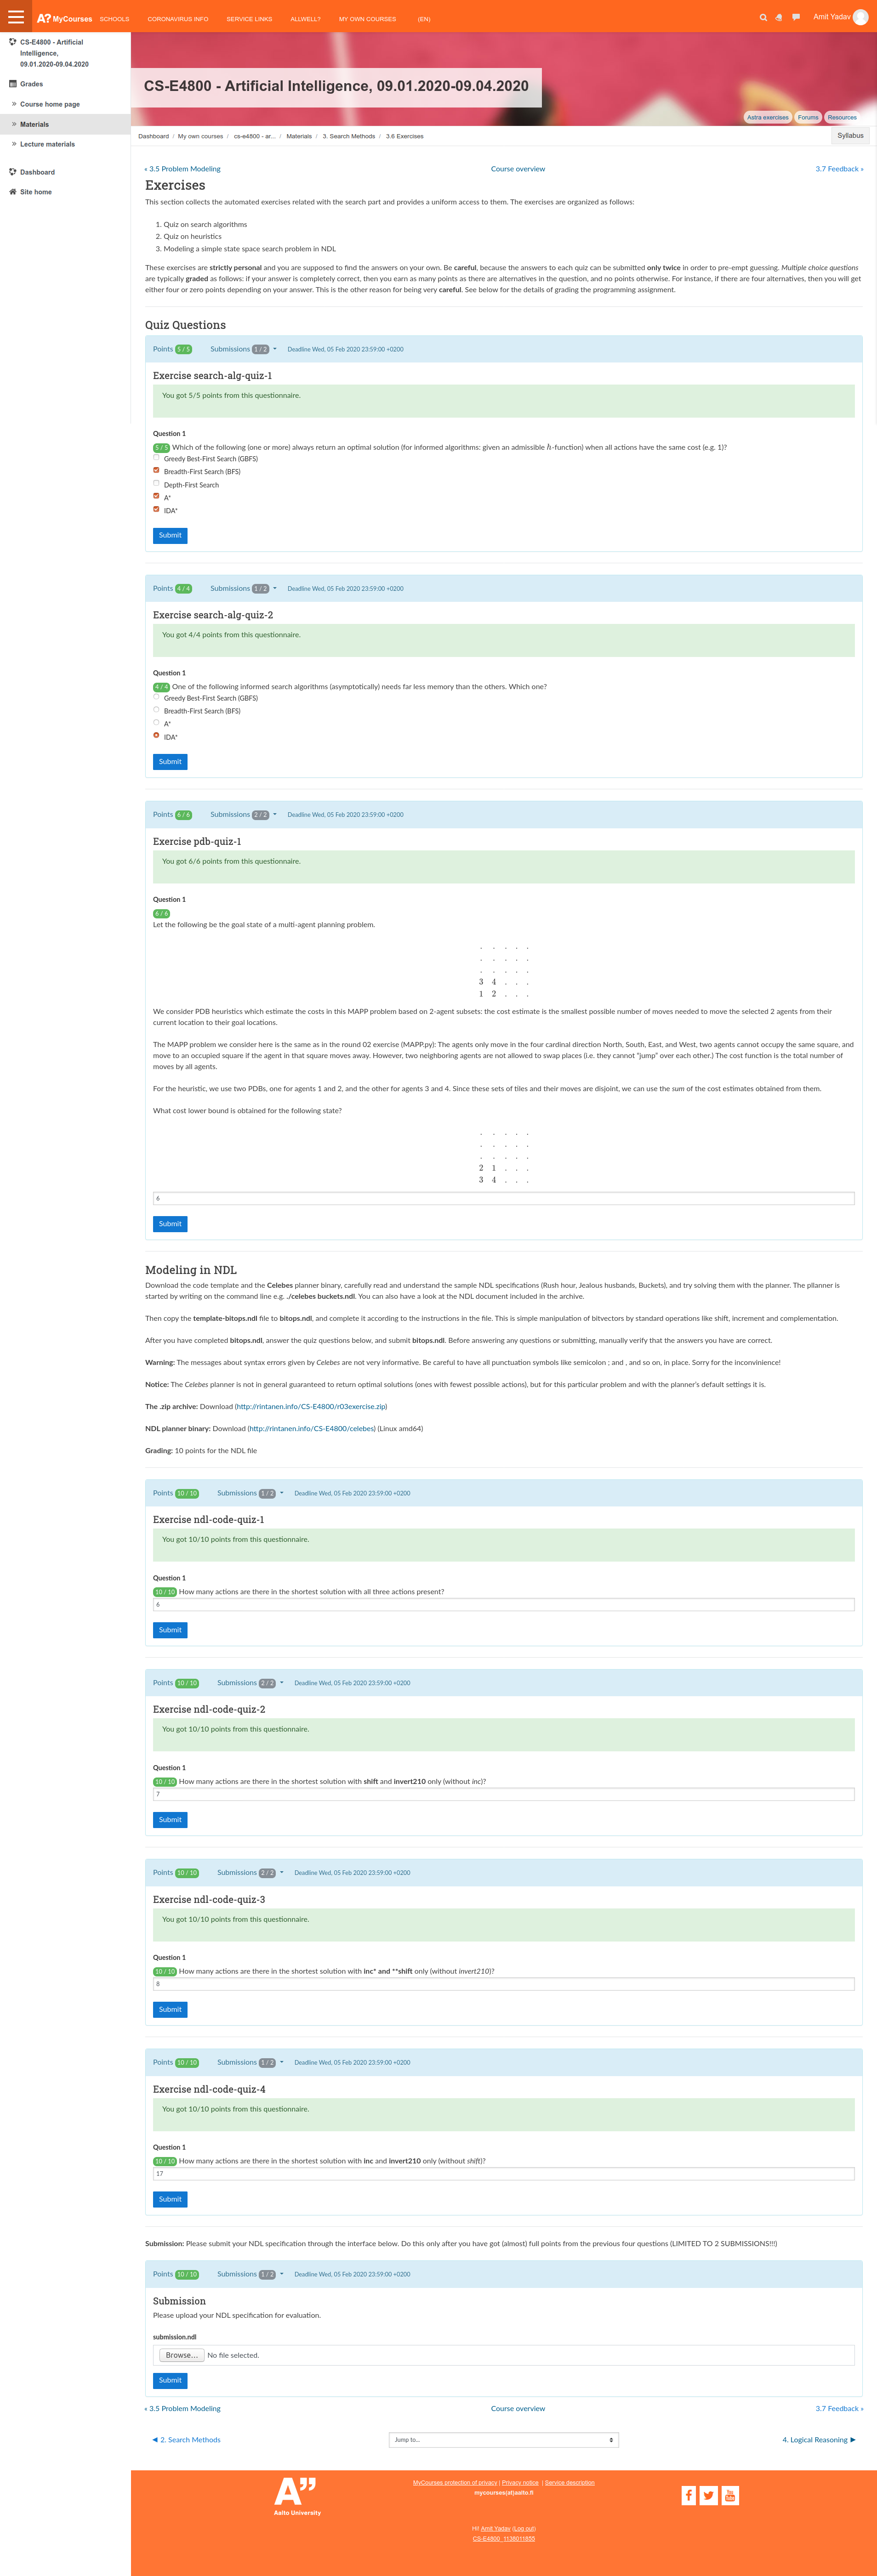 A? MyCourses SCHOOLS CORONAVIRUS INFO SERVICE LINKS ALLWELL? MY OWN COURSES (EN) Amit Yadav
CS-E4800 - Artificial
Intelligence,
09.01.2020-09.04.2020
Grades
Course home page
Materials
Lecture materials
Dashboard
Site home
CS-E4800 - Artificial Intelligence, 09.01.2020-09.04.2020
Astra exercises Forums Resources
Dashboard / My own courses / cs-e4800 - ar... / Materials / 3. Search Methods / 3.6 Exercises
Syllabus
« 3.5 Problem Modeling Course overview 3.7 Feedback »
Exercises
This section collects the automated exercises related with the search part and provides a uniform access to them. The exercises are organized as follows:
1. Quiz on search algorithms
2. Quiz on heuristics
3. Modeling a simple state space search problem in NDL
These exercises are strictly personal and you are supposed to find the answers on your own. Be careful, because the answers to each quiz can be submitted only twice in order to pre-empt guessing. Multiple choice questions
are typically graded as follows: if your answer is completely correct, then you earn as many points as there are alternatives in the question, and no points otherwise. For instance, if there are four alternatives, then you will get
either four or zero points depending on your answer. This is the other reason for being very careful. See below for the details of grading the programming assignment.
Quiz Questions
Points 5 / 5 Submissions 1 / 2 Deadline Wed, 05 Feb 2020 23:59:00 +0200
Exercise search-alg-quiz-1
You got 5/5 points from this questionnaire.
Question 1
5 / 5 Which of the following (one or more) always return an optimal solution (for informed algorithms: given an admissible h-function) when all actions have the same cost (e.g. 1)?
Greedy Best-First Search (GBFS)
Breadth-First Search (BFS)
Depth-First Search
A*
IDA*
Submit
Points 4 / 4 Submissions 1 / 2 Deadline Wed, 05 Feb 2020 23:59:00 +0200
Exercise search-alg-quiz-2
You got 4/4 points from this questionnaire.
Question 1
4 / 4 One of the following informed search algorithms (asymptotically) needs far less memory than the others. Which one?
Greedy Best-First Search (GBFS)
Breadth-First Search (BFS)
A*
IDA*
Submit
Points 6 / 6 Submissions 2 / 2 Deadline Wed, 05 Feb 2020 23:59:00 +0200
Exercise pdb-quiz-1
You got 6/6 points from this questionnaire.
Question 1
6 / 6
Let the following be the goal state of a multi-agent planning problem.
. . . . .
. . . . .
. . . . .
3 4 . . .
1 2 . . .
We consider PDB heuristics which estimate the costs in this MAPP problem based on 2-agent subsets: the cost estimate is the smallest possible number of moves needed to move the selected 2 agents from their
current location to their goal locations.
The MAPP problem we consider here is the same as in the round 02 exercise (MAPP.py): The agents only move in the four cardinal direction North, South, East, and West, two agents cannot occupy the same square, and
move to an occupied square if the agent in that square moves away. However, two neighboring agents are not allowed to swap places (i.e. they cannot "jump" over each other.) The cost function is the total number of
moves by all agents.
For the heuristic, we use two PDBs, one for agents 1 and 2, and the other for agents 3 and 4. Since these sets of tiles and their moves are disjoint, we can use the sum of the cost estimates obtained from them.
What cost lower bound is obtained for the following state?
. . . . .
. . . . .
. . . . .
2 1 . . .
3 4 . . .
6
Submit
Modeling in NDL
Download the code template and the Celebes planner binary, carefully read and understand the sample NDL specifications (Rush hour, Jealous husbands, Buckets), and try solving them with the planner. The pllanner is
started by writing on the command line e.g. ./celebes buckets.ndl. You can also have a look at the NDL document included in the archive.
Then copy the template-bitops.ndl file to bitops.ndl, and complete it according to the instructions in the file. This is simple manipulation of bitvectors by standard operations like shift, increment and complementation.
After you have completed bitops.ndl, answer the quiz questions below, and submit bitops.ndl. Before answering any questions or submitting, manually verify that the answers you have are correct.
Warning: The messages about syntax errors given by Celebes are not very informative. Be careful to have all punctuation symbols like semicolon ; and , and so on, in place. Sorry for the inconvinience!
Notice: The Celebes planner is not in general guaranteed to return optimal solutions (ones with fewest possible actions), but for this particular problem and with the planner's default settings it is.
The .zip archive: Download (http://rintanen.info/CS-E4800/r03exercise.zip)
NDL planner binary: Download (http://rintanen.info/CS-E4800/celebes) (Linux amd64)
Grading: 10 points for the NDL file
Points 10 / 10 Submissions 1 / 2 Deadline Wed, 05 Feb 2020 23:59:00 +0200
Exercise ndl-code-quiz-1
You got 10/10 points from this questionnaire.
Question 1
10 / 10 How many actions are there in the shortest solution with all three actions present?
6
Submit
Points 10 / 10 Submissions 2 / 2 Deadline Wed, 05 Feb 2020 23:59:00 +0200
Exercise ndl-code-quiz-2
You got 10/10 points from this questionnaire.
Question 1
10 / 10 How many actions are there in the shortest solution with shift and invert210 only (without inc)?
7
Submit
Points 10 / 10 Submissions 2 / 2 Deadline Wed, 05 Feb 2020 23:59:00 +0200
Exercise ndl-code-quiz-3
You got 10/10 points from this questionnaire.
Question 1
10 / 10 How many actions are there in the shortest solution with inc* and **shift only (without invert210)?
8
Submit
Points 10 / 10 Submissions 1 / 2 Deadline Wed, 05 Feb 2020 23:59:00 +0200
Exercise ndl-code-quiz-4
You got 10/10 points from this questionnaire.
Question 1
10 / 10 How many actions are there in the shortest solution with inc and invert210 only (without shift)?
17
Submit
Submission: Please submit your NDL specification through the interface below. Do this only after you have got (almost) full points from the previous four questions (LIMITED TO 2 SUBMISSIONS!!!)
Points 10 / 10 Submissions 1 / 2 Deadline Wed, 05 Feb 2020 23:59:00 +0200
Submission
Please upload your NDL specification for evaluation.
submission.ndl
Browse... No file selected.
Submit
« 3.5 Problem Modeling Course overview 3.7 Feedback »
◀ 2. Search Methods Jump to... 4. Logical Reasoning ▶
A"
Aalto University
MyCourses protection of privacy | Privacy notice | Service description
mycourses(at)aalto.fi
Hi! Amit Yadav (Log out)
CS-E4800_1138011855
You Tube